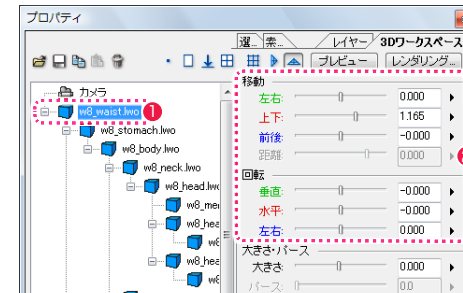 プロパティ
選... 索... レイヤー 3Dワークスペース
プレビュー レンダリング...
カメラ
w8_waist.lwo 1
w8_stomach.lwo
w8_body.lwo
w8_neck.lwo
w8_head.lwo
移動
左右: 0.000
上下: 1.165
前後: -0.000
距離: 0.000
回転
垂直: -0.000
水平: -0.000
左右: 0.000
大きさ・パース
大きさ: 0.000
パース: 0.0